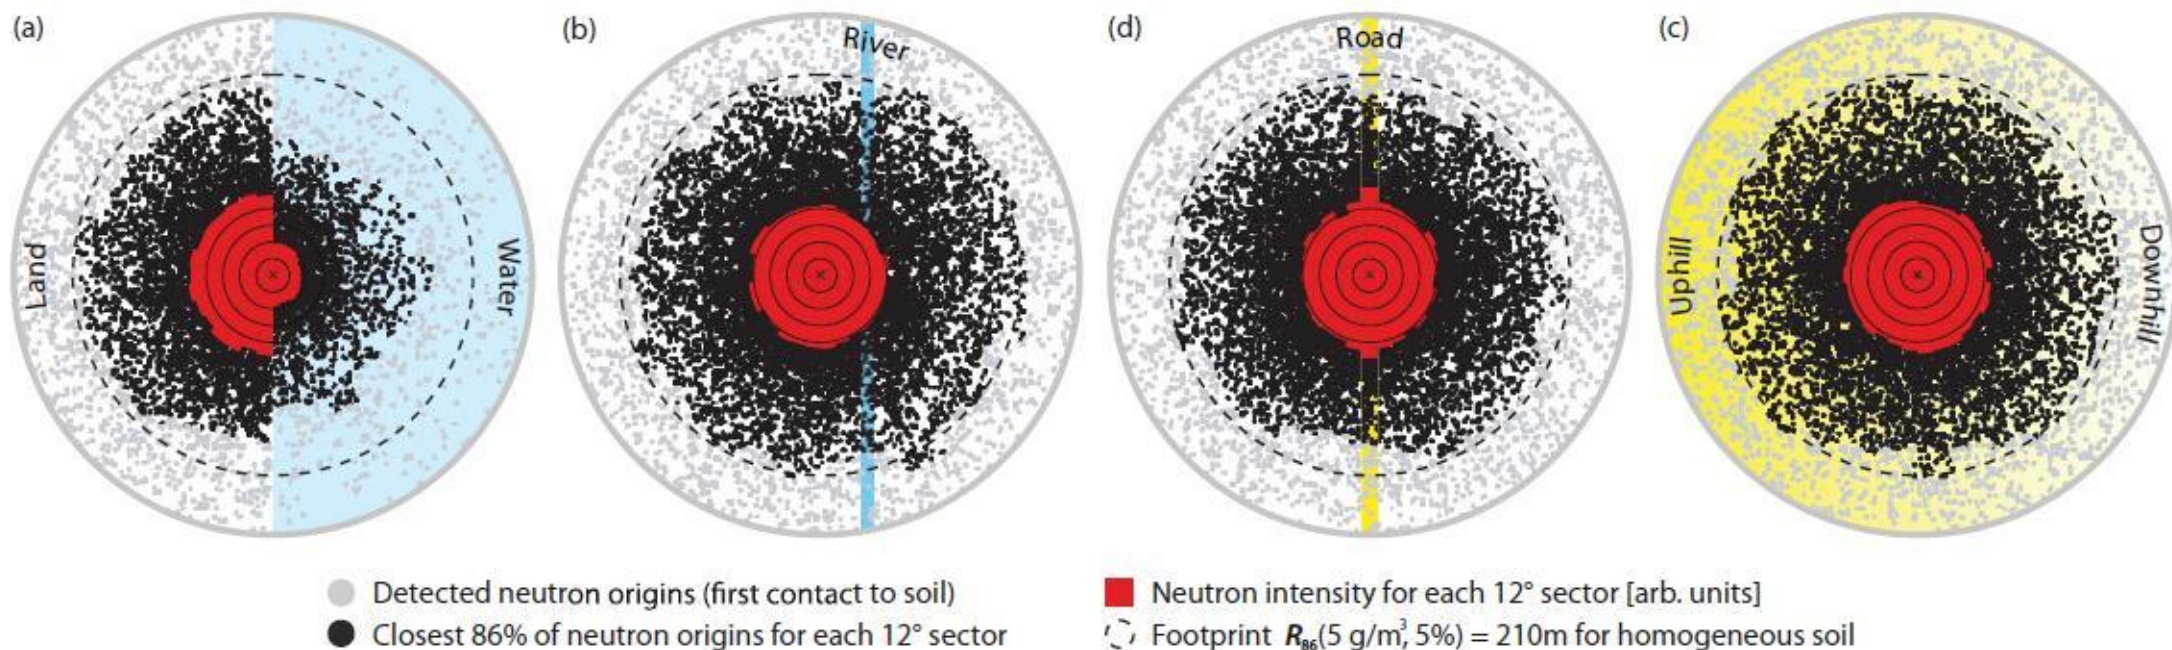 (a)
Land
Water
(b)
River
(d)
Road
(c)
Uphill
Downhill
Detected neutron origins (first contact to soil)
Closest 86% of neutron origins for each 12° sector
Neutron intensity for each 12° sector [arb. units]
Footprint R₈₆(5 g/m³, 5%) = 210m for homogeneous soil